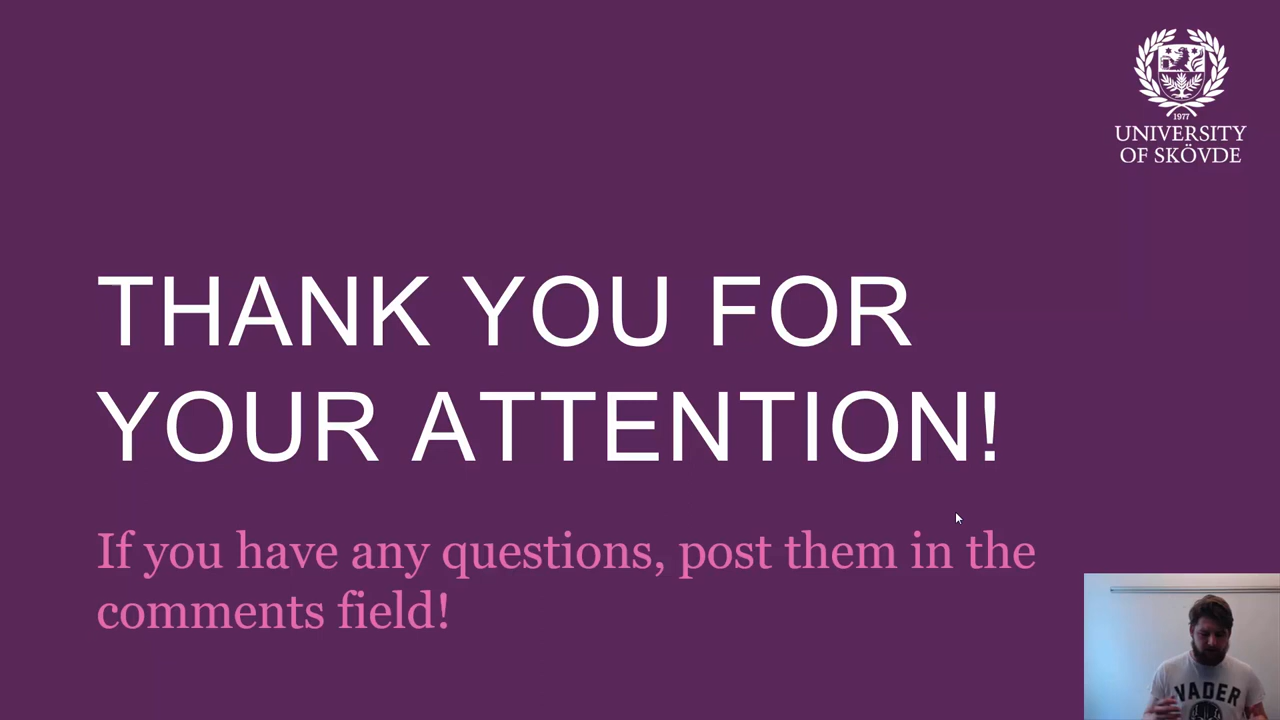 1977
UNIVERSITY
OF SKÖVDE
THANK YOU FOR
YOUR ATTENTION!
If you have any questions, post them in the
comments field!
VADER